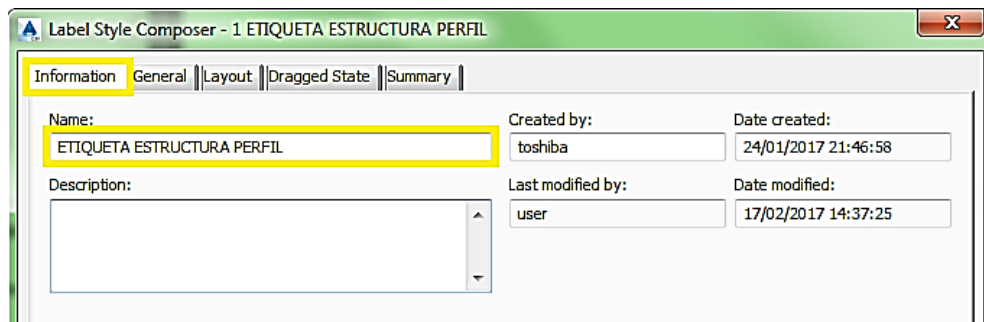 Label Style Composer - 1 ETIQUETA ESTRUCTURA PERFIL
Information General Layout Dragged State Summary
Name: Created by: Date created:
ETIQUETA ESTRUCTURA PERFIL toshiba 24/01/2017 21:46:58
Description: Last modified by: Date modified:
user 17/02/2017 14:37:25